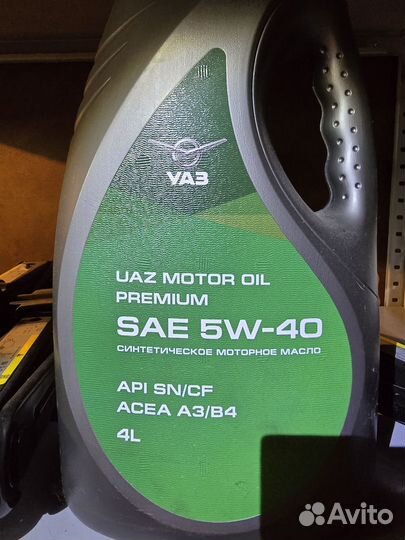 УАЗ
UAZ MOTOR OIL
PREMIUM
SAE 5W-40
СИНТЕТИЧЕСКОЕ МОТОРНОЕ МАСЛО
API SN/CF
ACEA A3/B4
4L
Avito